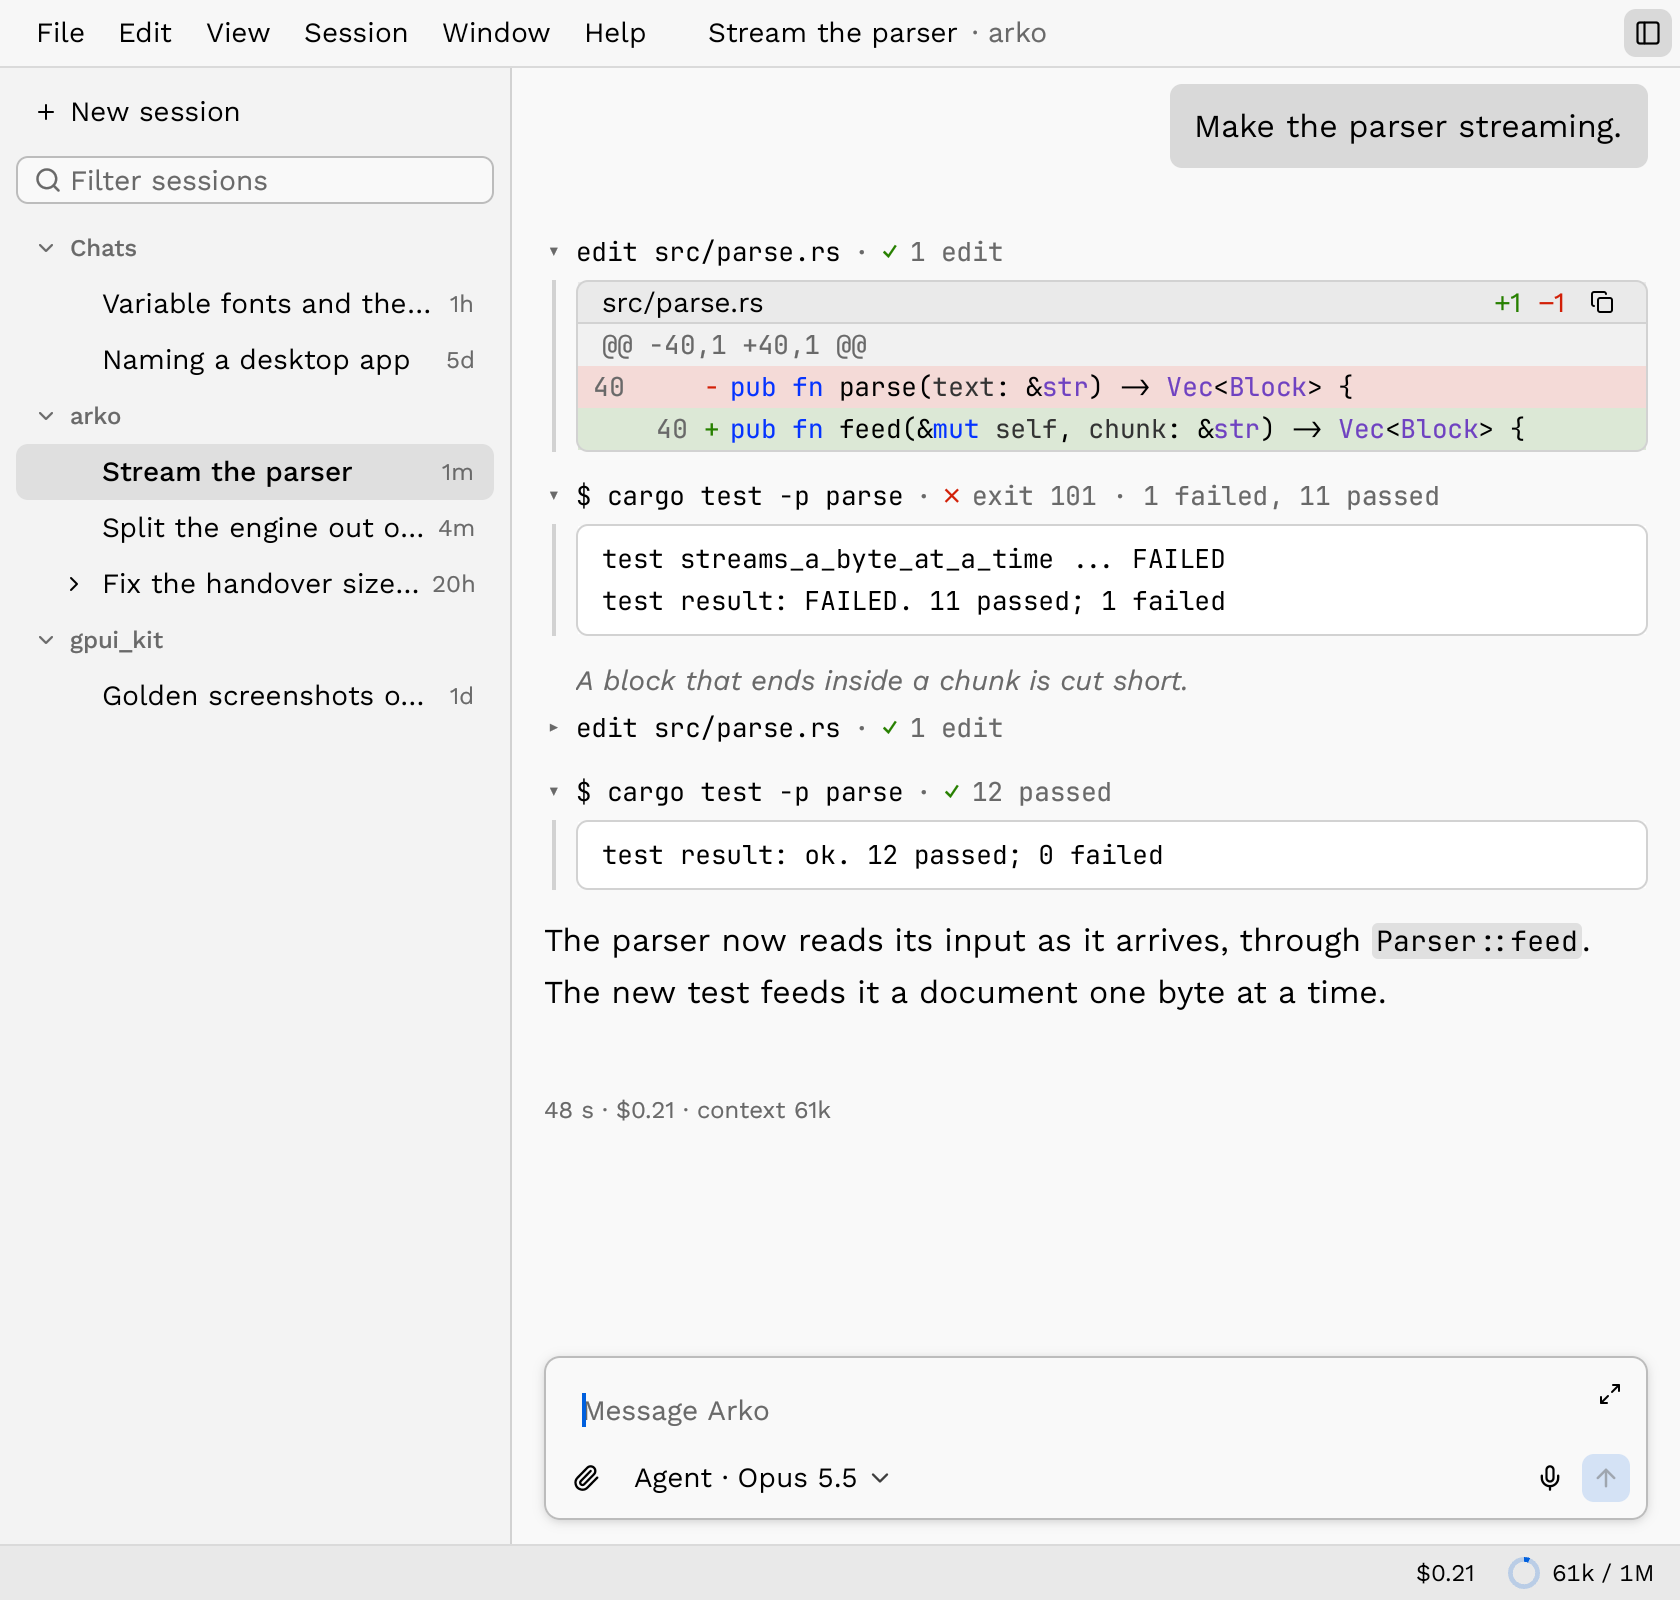 File Edit View Session Window Help Stream the parser · arko
+ New session
Filter sessions
Chats
Variable fonts and the... 1h
Naming a desktop app 5d
arko
Stream the parser 1m
Split the engine out o... 4m
Fix the handover size... 20h
gpui_kit
Golden screenshots o... 1d
Make the parser streaming.
edit src/parse.rs · ✓ 1 edit
src/parse.rs +1 −1
@@ -40,1 +40,1 @@
40 - pub fn parse(text: &str) -> Vec<Block> {
40 + pub fn feed(&mut self, chunk: &str) -> Vec<Block> {
$ cargo test -p parse · ✕ exit 101 · 1 failed, 11 passed
test streams_a_byte_at_a_time ... FAILED
test result: FAILED. 11 passed; 1 failed
A block that ends inside a chunk is cut short.
edit src/parse.rs · ✓ 1 edit
$ cargo test -p parse · ✓ 12 passed
test result: ok. 12 passed; 0 failed
The parser now reads its input as it arrives, through Parser::feed.
The new test feeds it a document one byte at a time.
48 s · $0.21 · context 61k
Message Arko
Agent · Opus 5.5
$0.21 61k / 1M